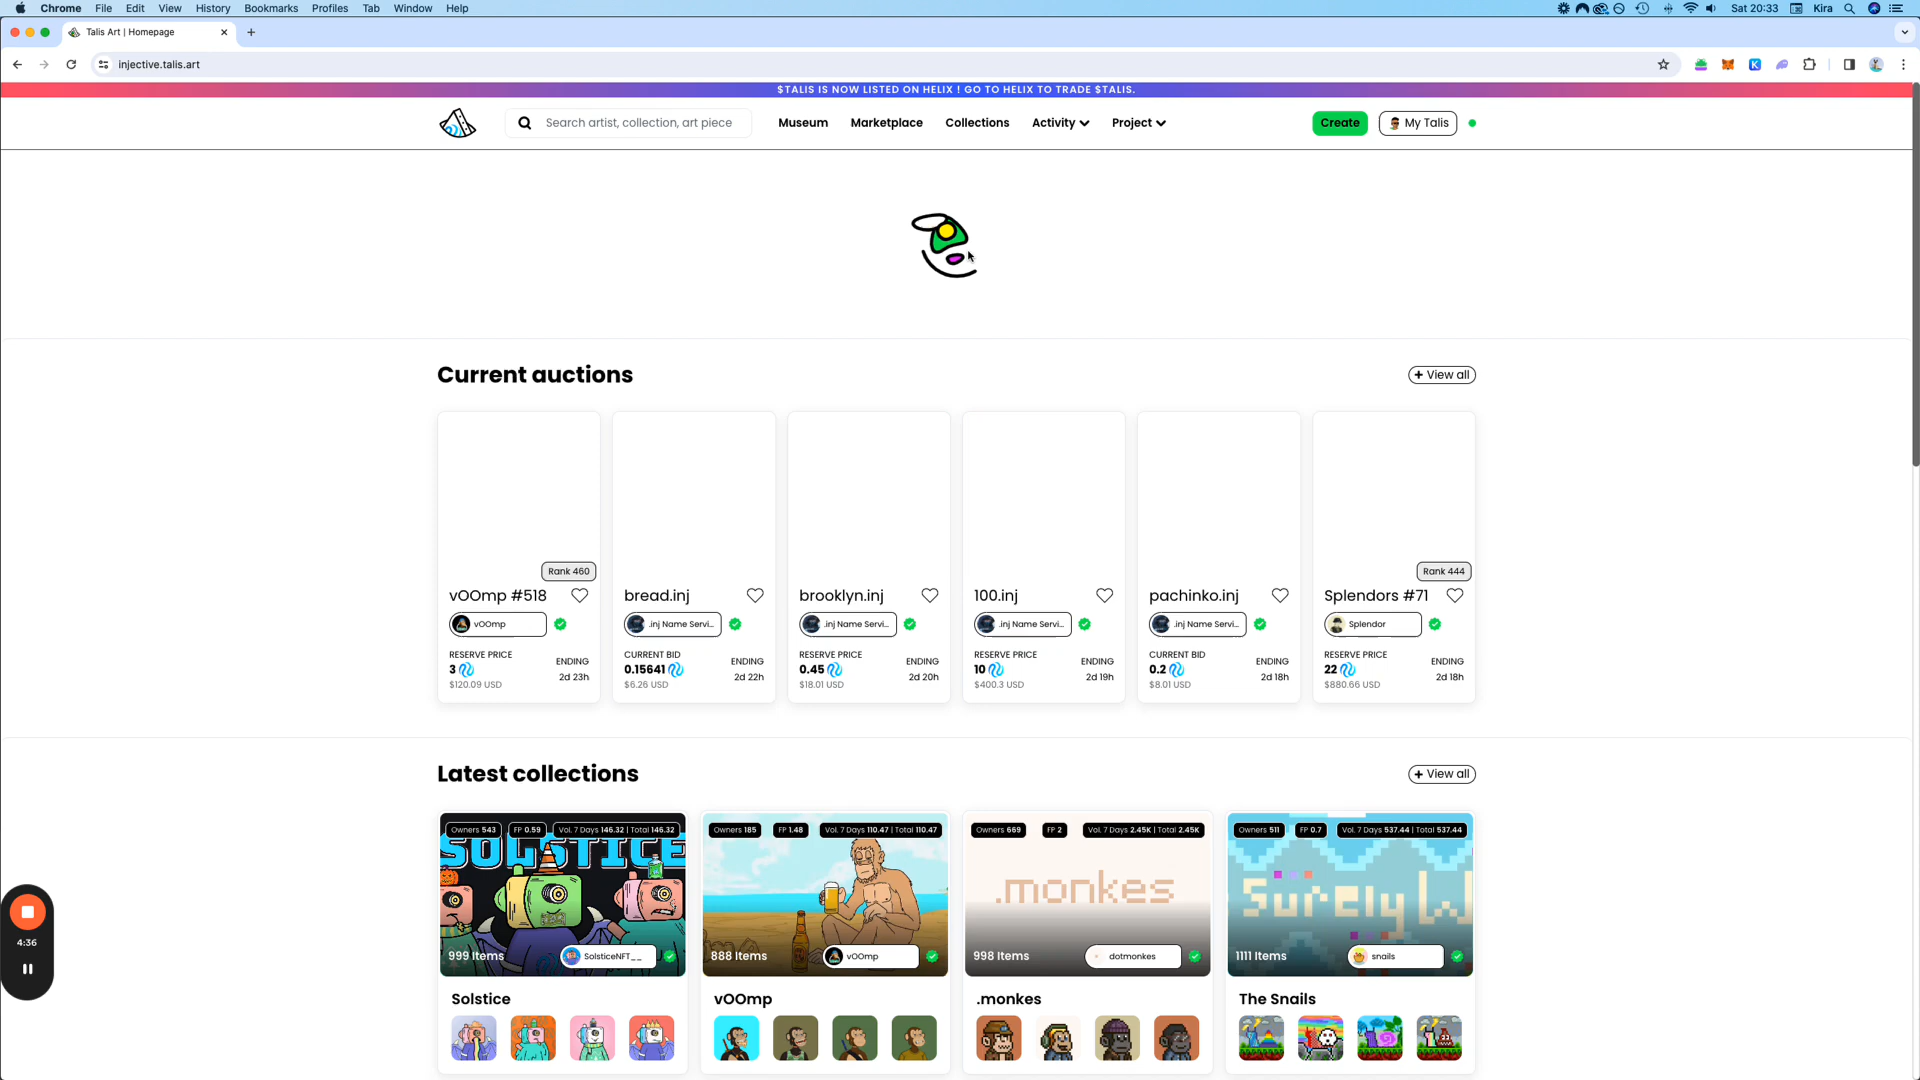 Chrome File Edit View History Bookmarks Profiles Tab Window Help Sat 20:33 Kira
Talis Art | Homepage
injective.talis.art
$TALIS IS NOW LISTED ON HELIX ! GO TO HELIX TO TRADE $TALIS.
Search artist, collection, art piece Museum Marketplace Collections Activity Project Create My Talis
Current auctions + View all
Rank 460 Rank 444
vOOmp #518 bread.inj brooklyn.inj 100.inj pachinko.inj Splendors #71
vOOmp .inj Name Servi... .inj Name Servi... .inj Name Servi... .inj Name Servi... Splendor
RESERVE PRICE CURRENT BID RESERVE PRICE RESERVE PRICE CURRENT BID RESERVE PRICE
ENDING ENDING ENDING ENDING ENDING ENDING
3 0.15641 0.45 10 0.2 22
2d 23h 2d 22h 2d 20h 2d 19h 2d 18h 2d 18h
$120.09 USD $6.26 USD $18.01 USD $400.3 USD $8.01 USD $880.66 USD
Latest collections + View all
Owners 543 FP 0.59 Vol. 7 Days 146.32 | Total 146.32 Owners 185 FP 1.48 Vol. 7 Days 110.47 | Total 110.47 Owners 669 FP 2 Vol. 7 Days 2.45K | Total 2.45K Owners 511 FP 0.7 Vol. 7 Days 537.44 | Total 537.44
SOLSTICE .monkes Surely W
4:36
999 Items SolsticeNFT__ 888 Items vOOmp 998 Items dotmonkes 1111 Items snails
Solstice vOOmp .monkes The Snails